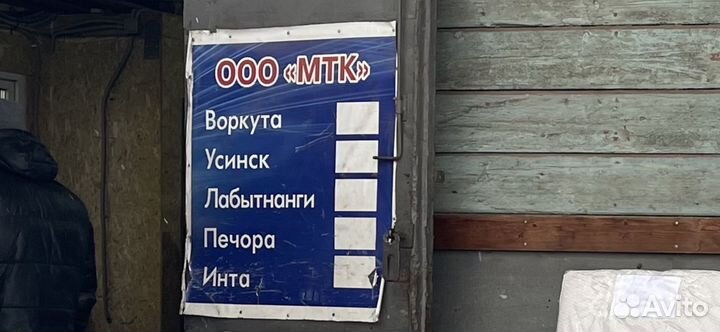 ООО «МТК»
Воркута
Усинск
Лабытнанги
Печора
Инта
Avito